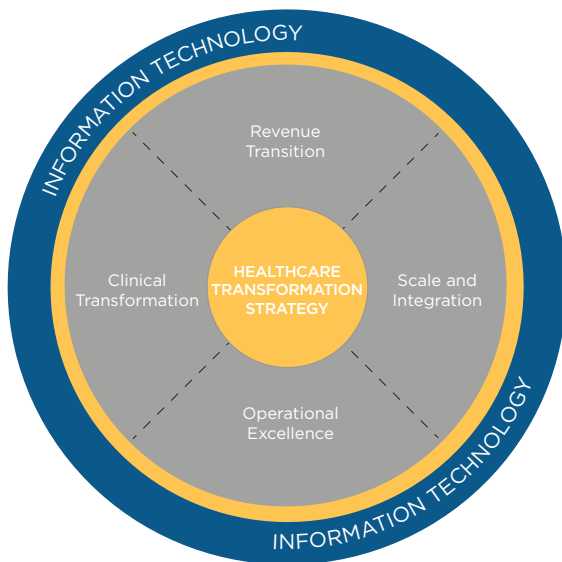 INFORMATION TECHNOLOGY
Revenue
Transition
Clinical
Transformation
HEALTHCARE
TRANSFORMATION
STRATEGY
Scale and
Integration
Operational
Excellence
INFORMATION TECHNOLOGY